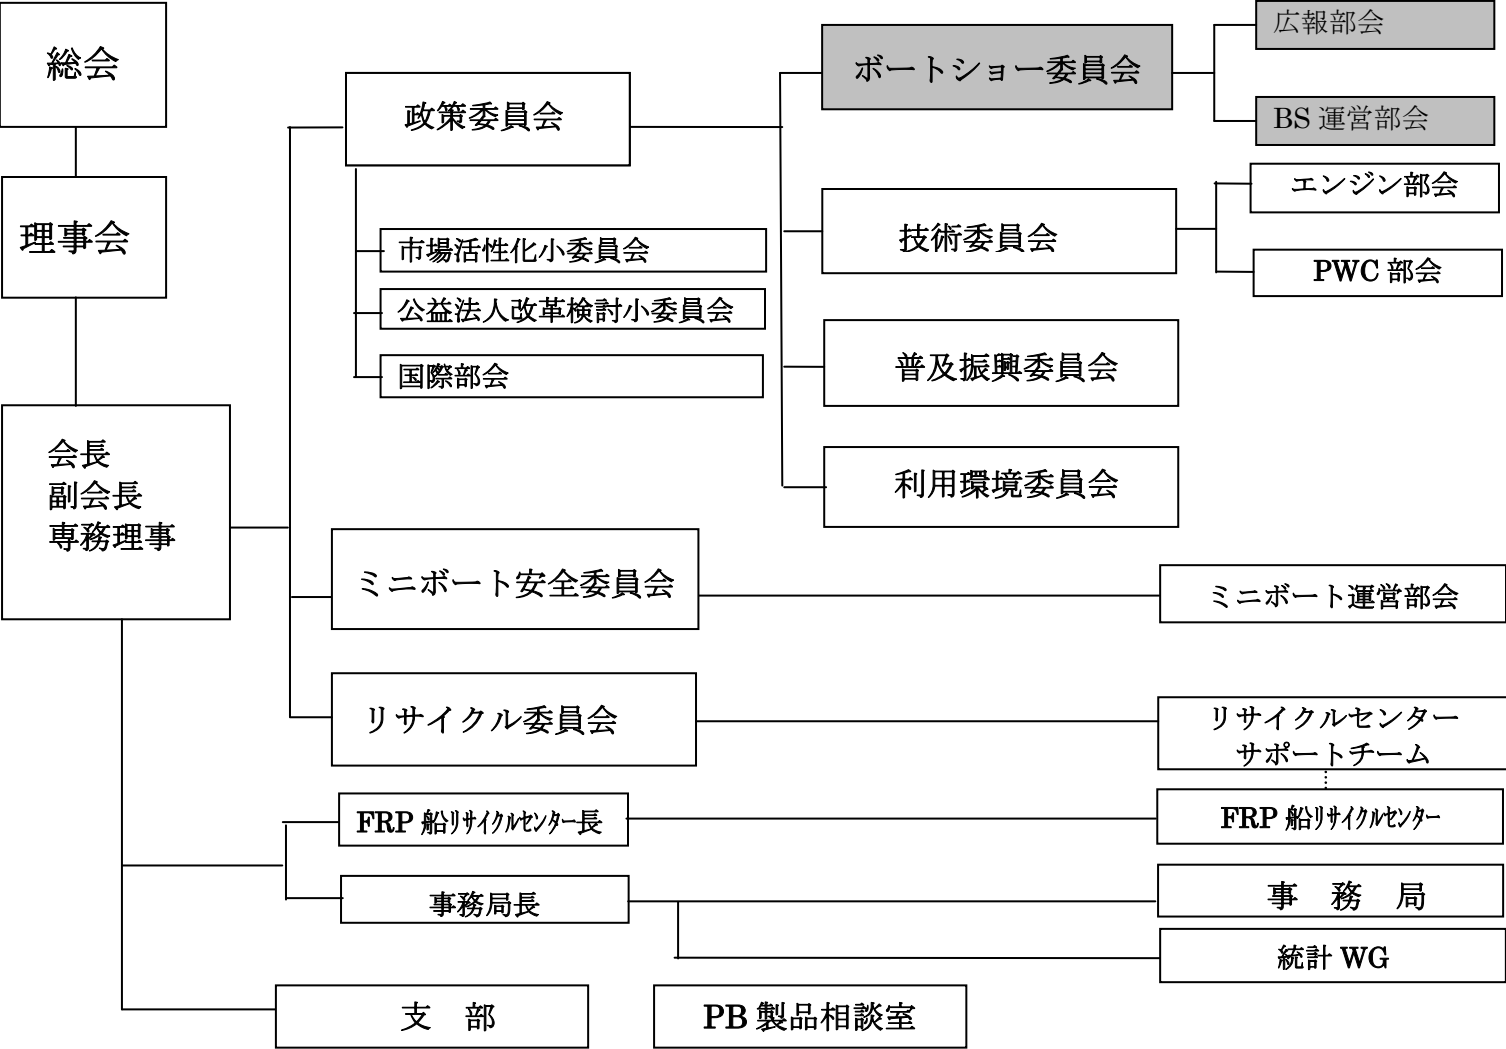 総会
理事会
会長
副会長
専務理事
政策委員会
市場活性化小委員会
公益法人改革検討小委員会
国際部会
ボートショー委員会
広報部会
BS 運営部会
技術委員会
エンジン部会
PWC 部会
普及振興委員会
利用環境委員会
ミニボート安全委員会
ミニボート運営部会
リサイクル委員会
リサイクルセンター
サポートチーム
FRP 船ﾘｻｲｸﾙｾﾝﾀｰ長
FRP 船ﾘｻｲｸﾙｾﾝﾀｰ
事務局長
事　務　局
統計 WG
支　部
PB 製品相談室